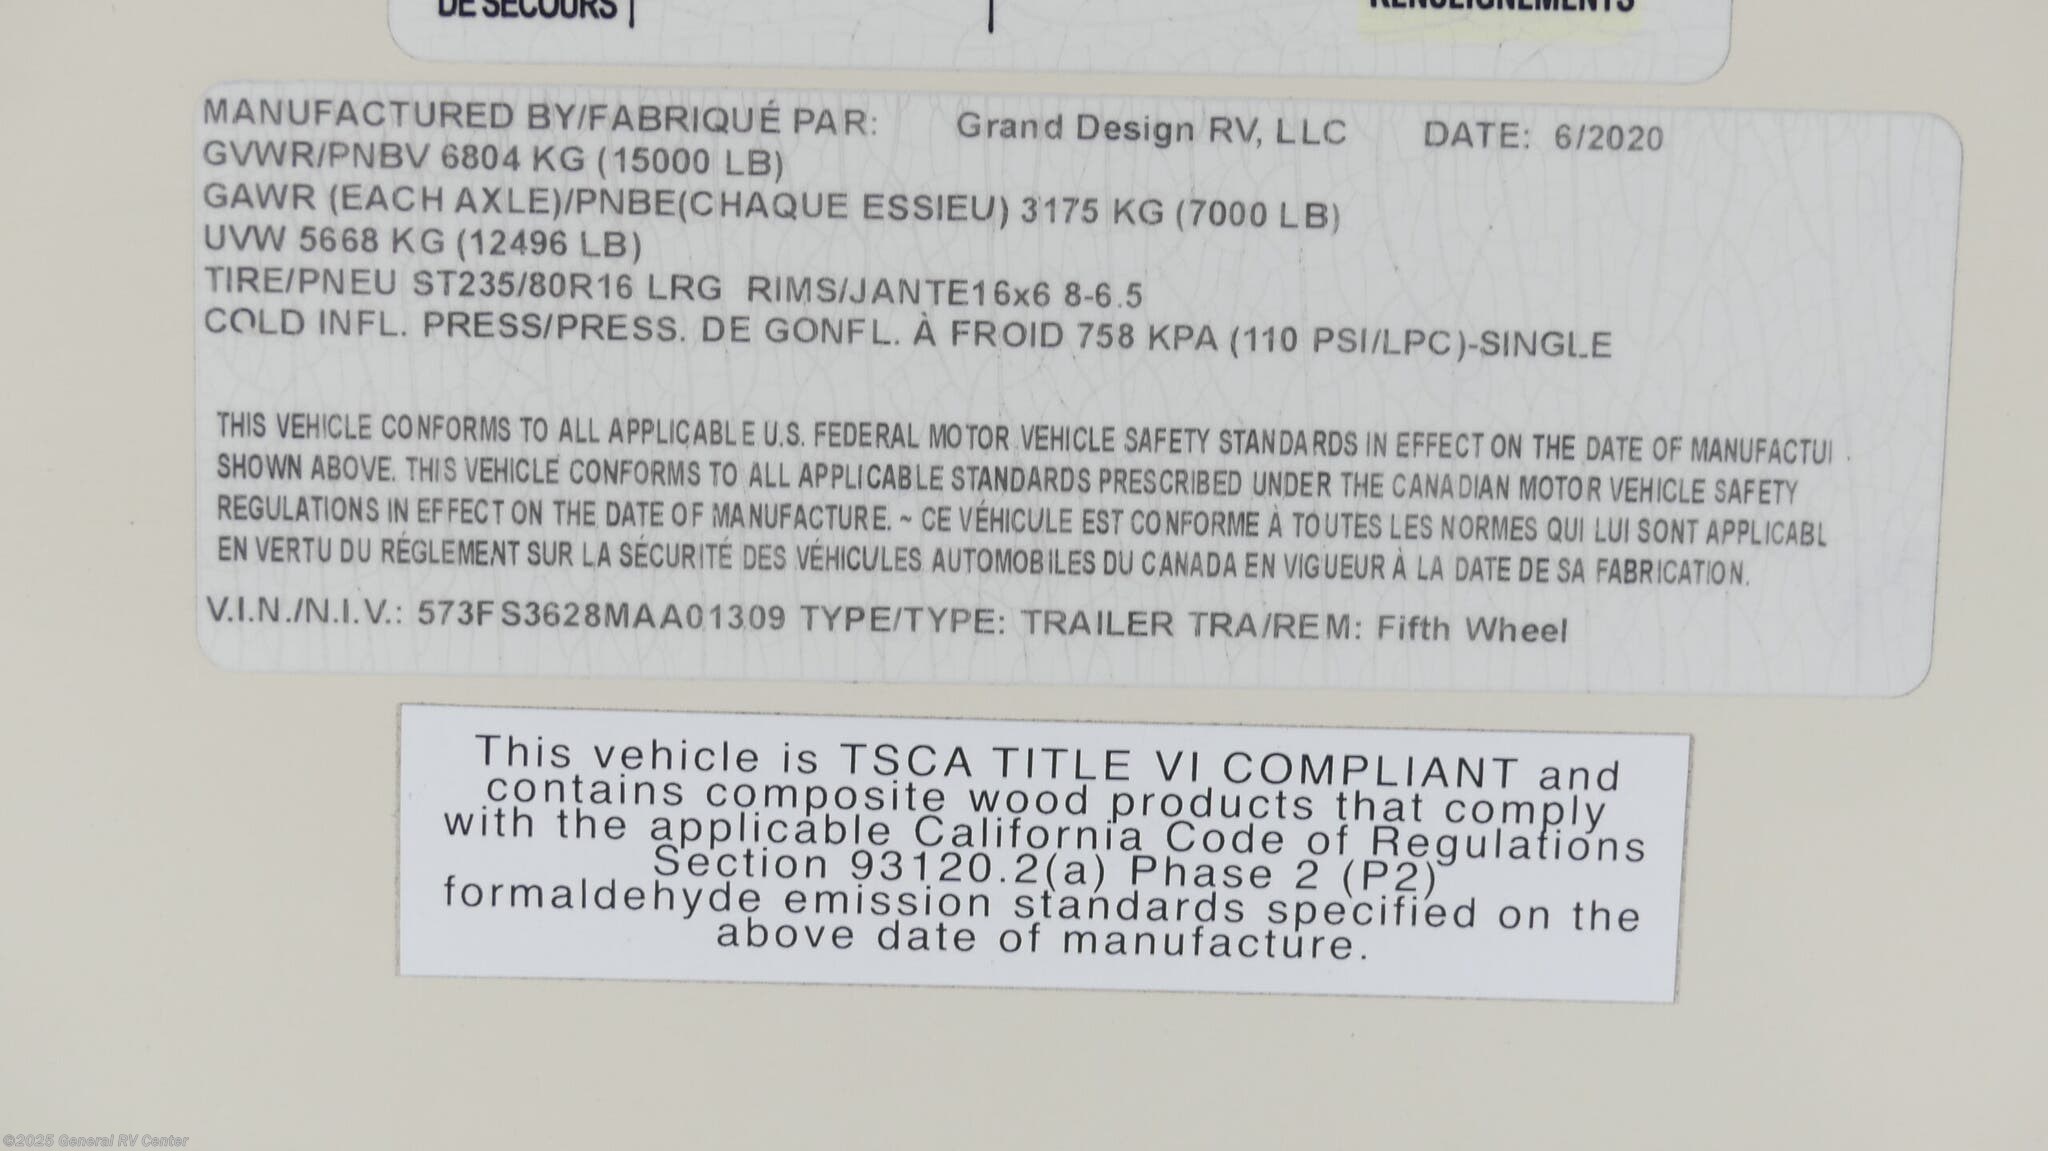 DE SECOURS
RENSEIGNEMENTS
MANUFACTURED BY/FABRIQUÉ PAR: Grand Design RV, LLC DATE: 6/2020
GVWR/PNBV 6804 KG (15000 LB)
GAWR (EACH AXLE)/PNBE(CHAQUE ESSIEU) 3175 KG (7000 LB)
UVW 5668 KG (12496 LB)
TIRE/PNEU ST235/80R16 LRG RIMS/JANTE16x6 8-6.5
COLD INFL. PRESS/PRESS. DE GONFL. À FROID 758 KPA (110 PSI/LPC)-SINGLE
THIS VEHICLE CONFORMS TO ALL APPLICABLE U.S. FEDERAL MOTOR VEHICLE SAFETY STANDARDS IN EFFECT ON THE DATE OF MANUFACTU
SHOWN ABOVE. THIS VEHICLE CONFORMS TO ALL APPLICABLE STANDARDS PRESCRIBED UNDER THE CANADIAN MOTOR VEHICLE SAFETY
REGULATIONS IN EFFECT ON THE DATE OF MANUFACTURE. ~ CE VÉHICULE EST CONFORME À TOUTES LES NORMES QUI LUI SONT APPLICABL
EN VERTU DU RÉGLEMENT SUR LA SÉCURITÉ DES VÉHICULES AUTOMOBILES DU CANADA EN VIGUEUR À LA DATE DE SA FABRICATION.
V.I.N./N.I.V.: 573FS3628MAA01309 TYPE/TYPE: TRAILER TRA/REM: Fifth Wheel
This vehicle is TSCA TITLE VI COMPLIANT and
contains composite wood products that comply
with the applicable California Code of Regulations
Section 93120.2(a) Phase 2 (P2)
formaldehyde emission standards specified on the
above date of manufacture.
©2025 General RV Center